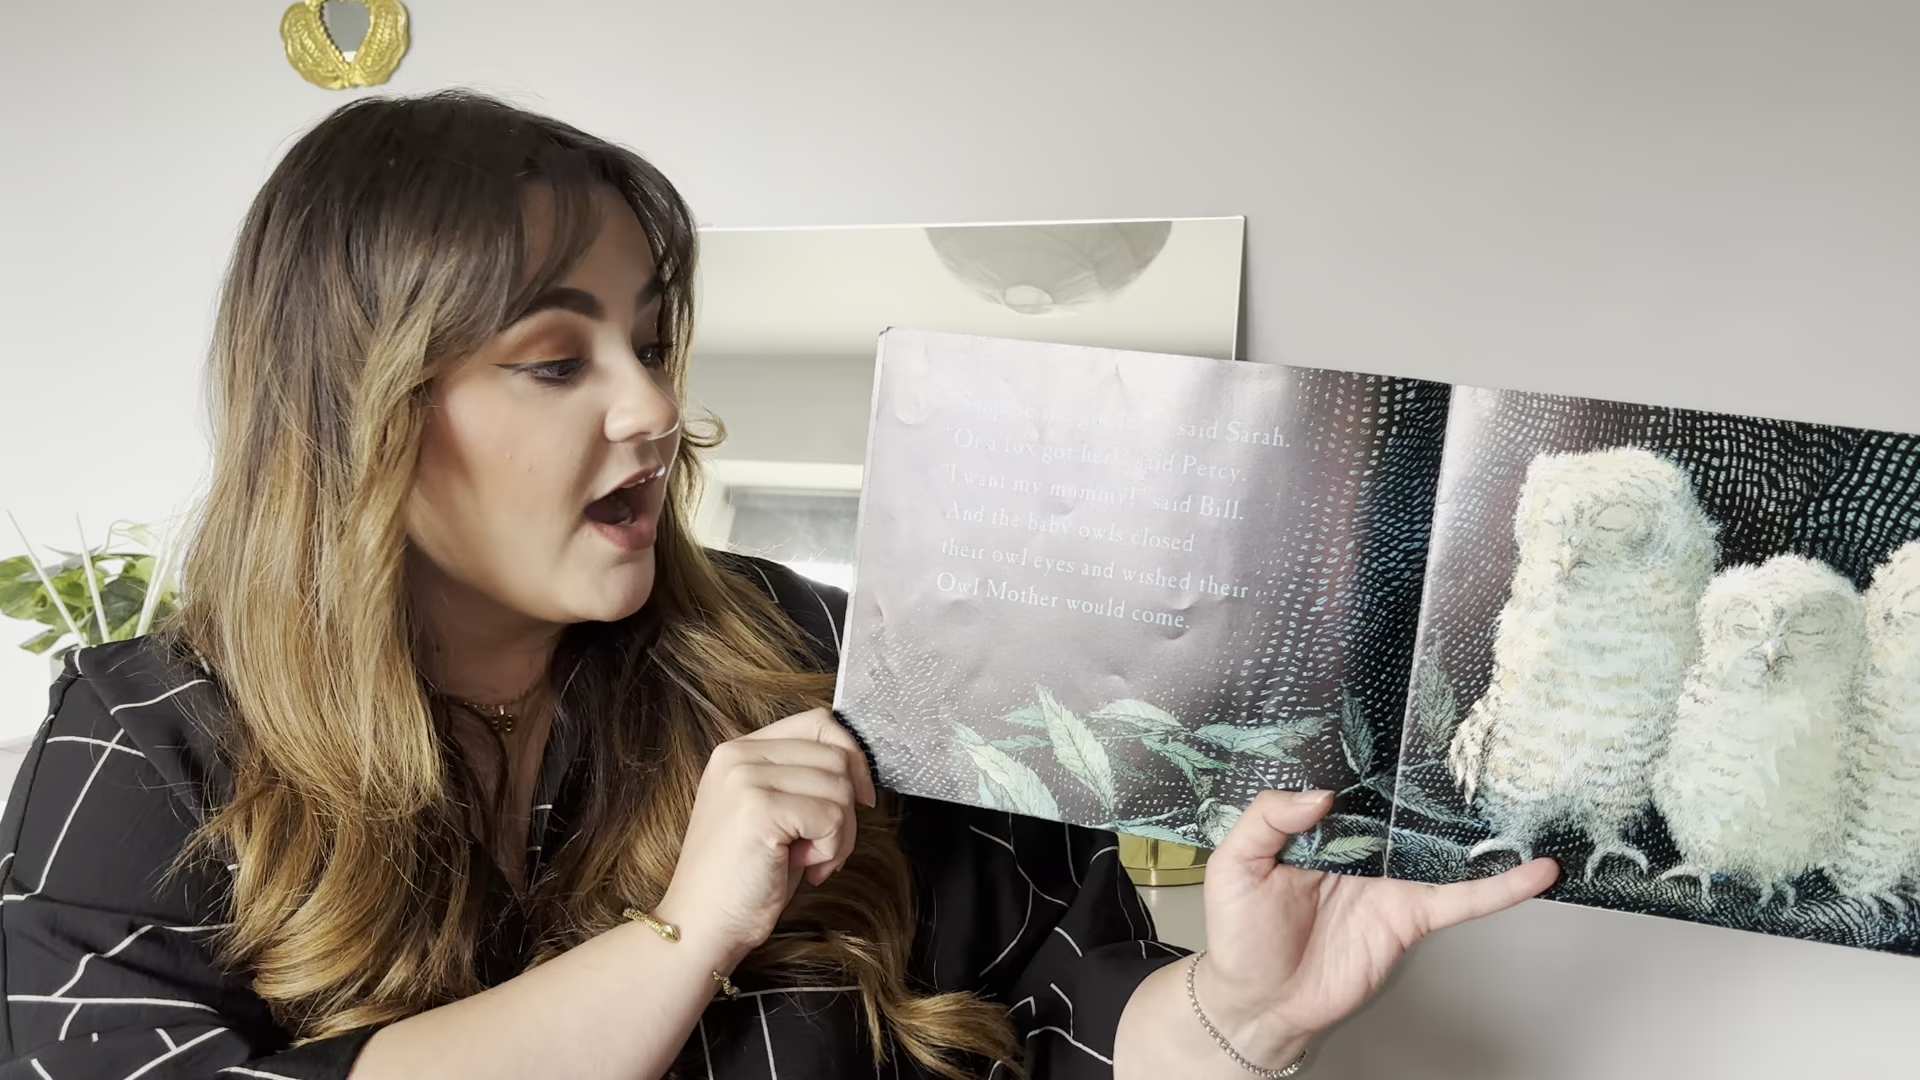 said Sarah.
"Or a fox got her!" said Percy.
"I want my mummy!" said Bill.
And the baby owls closed
their owl eyes and wished their
Owl Mother would come.